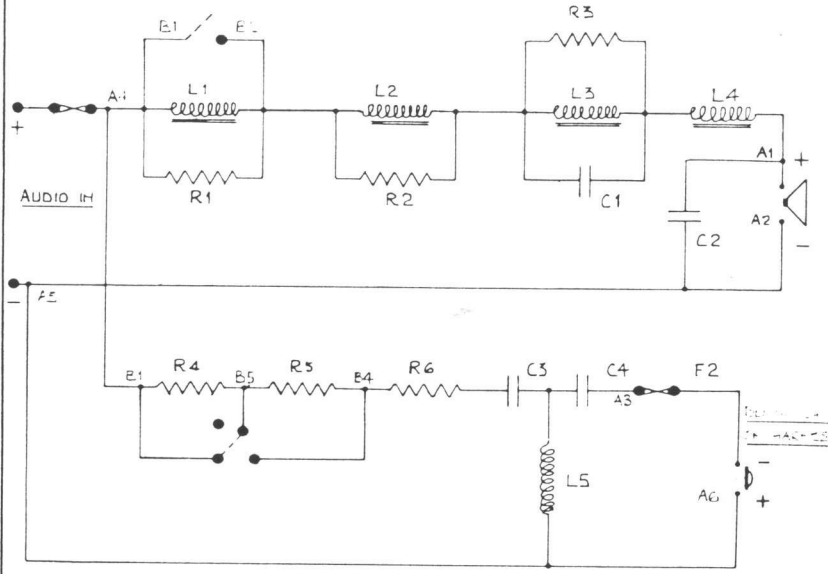 B1
R3
L1
L2
L3
L4
+
A1
+
AUDIO IN
R1
R2
C1
A2
C2
−
−
R4
B5
R5
B4
R6
C3
C4
F2
A3
L5
−
A6
+